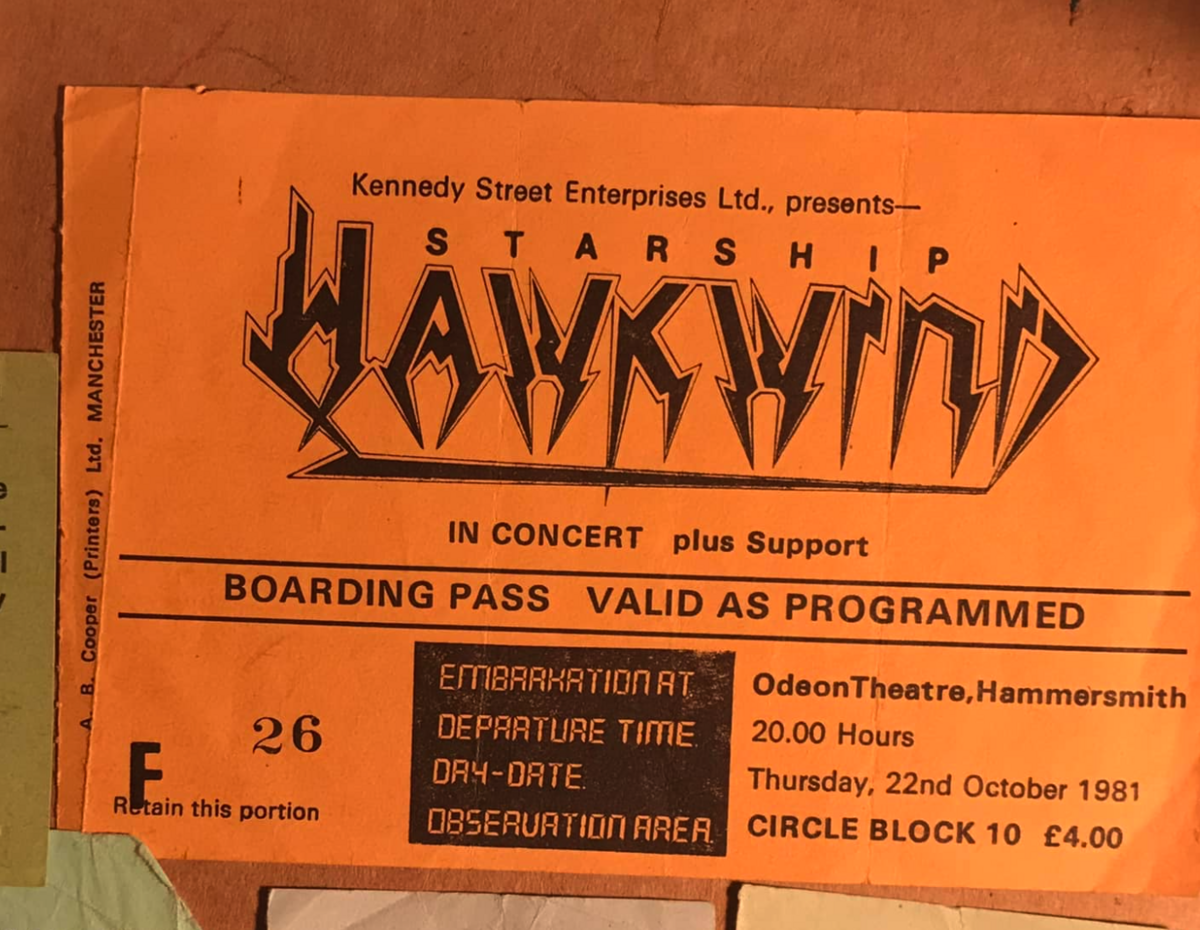 Kennedy Street Enterprises Ltd., presents—
STARSHIP
HAWKWIND
IN CONCERT plus Support
BOARDING PASS VALID AS PROGRAMMED
EMBARKATION AT Odeon Theatre, Hammersmith
DEPARTURE TIME 20.00 Hours
DAY-DATE Thursday, 22nd October 1981
OBSERVATION AREA CIRCLE BLOCK 10 £4.00
F 26
Retain this portion
A. B. Cooper (Printers) Ltd. MANCHESTER